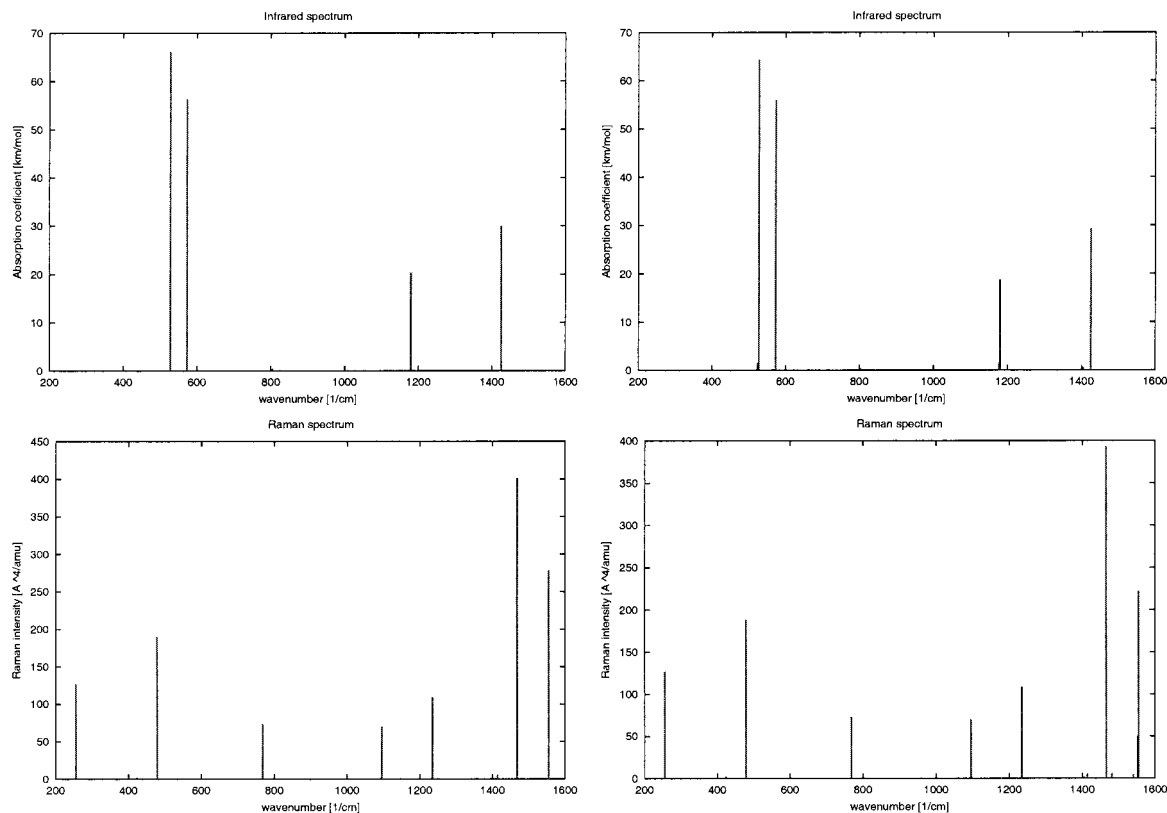 Infrared spectrum
70
60
50
40
30
20
10
0
Absorption coefficient [km/mol]
200 400 600 800 1000 1200 1400 1600
wavenumber [1/cm]
Infrared spectrum
70
60
50
40
30
20
10
0
Absorption coefficient [km/mol]
200 400 600 800 1000 1200 1400 1600
wavenumber [1/cm]
Raman spectrum
450
400
350
300
250
200
150
100
50
0
Raman intensity [A ^4/amu]
200 400 600 800 1000 1200 1400 1600
wavenumber [1/cm]
Raman spectrum
400
350
300
250
200
150
100
50
0
Raman intensity [A ^4/amu]
200 400 600 800 1000 1200 1400 1600
wavenumber [1/cm]